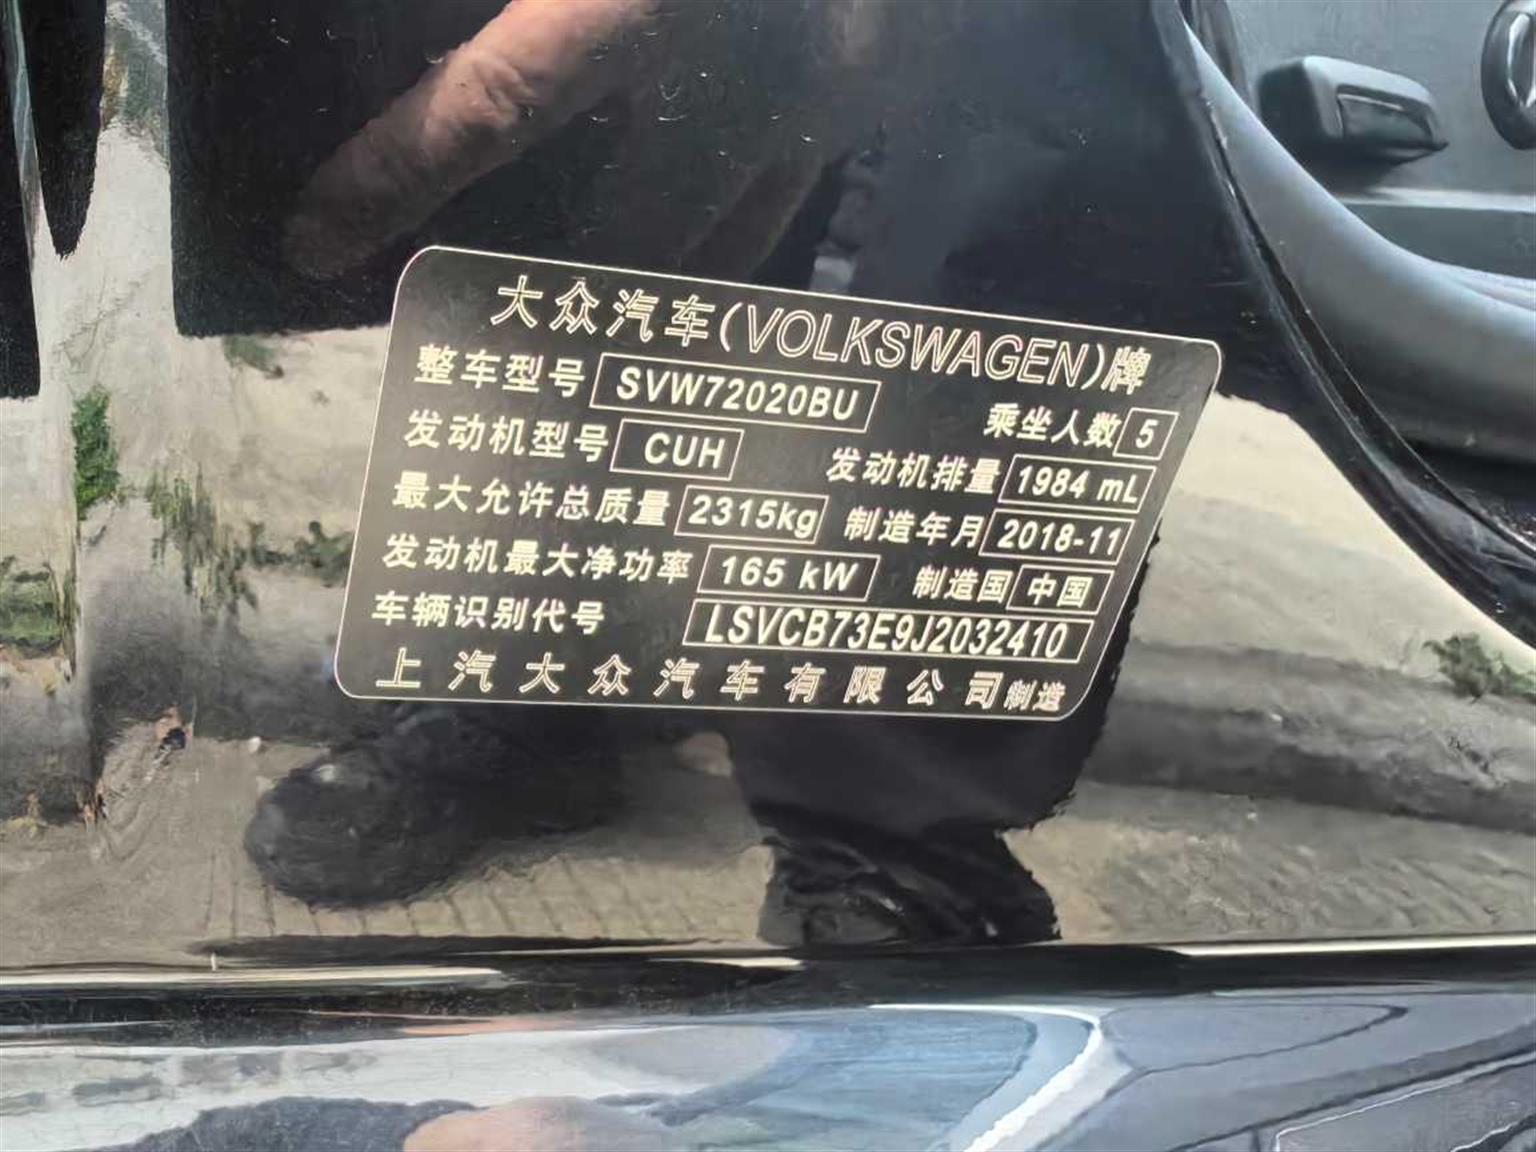 大众汽车(VOLKSWAGEN)牌
整车型号 SVW72020BU 乘坐人数 5
发动机型号 CUH 发动机排量 1984 mL
最大允许总质量 2315kg 制造年月 2018-11
发动机最大净功率 165 kW 制造国 中国
车辆识别代号 LSVCB73E9J2032410
上汽大众汽车有限公司制造